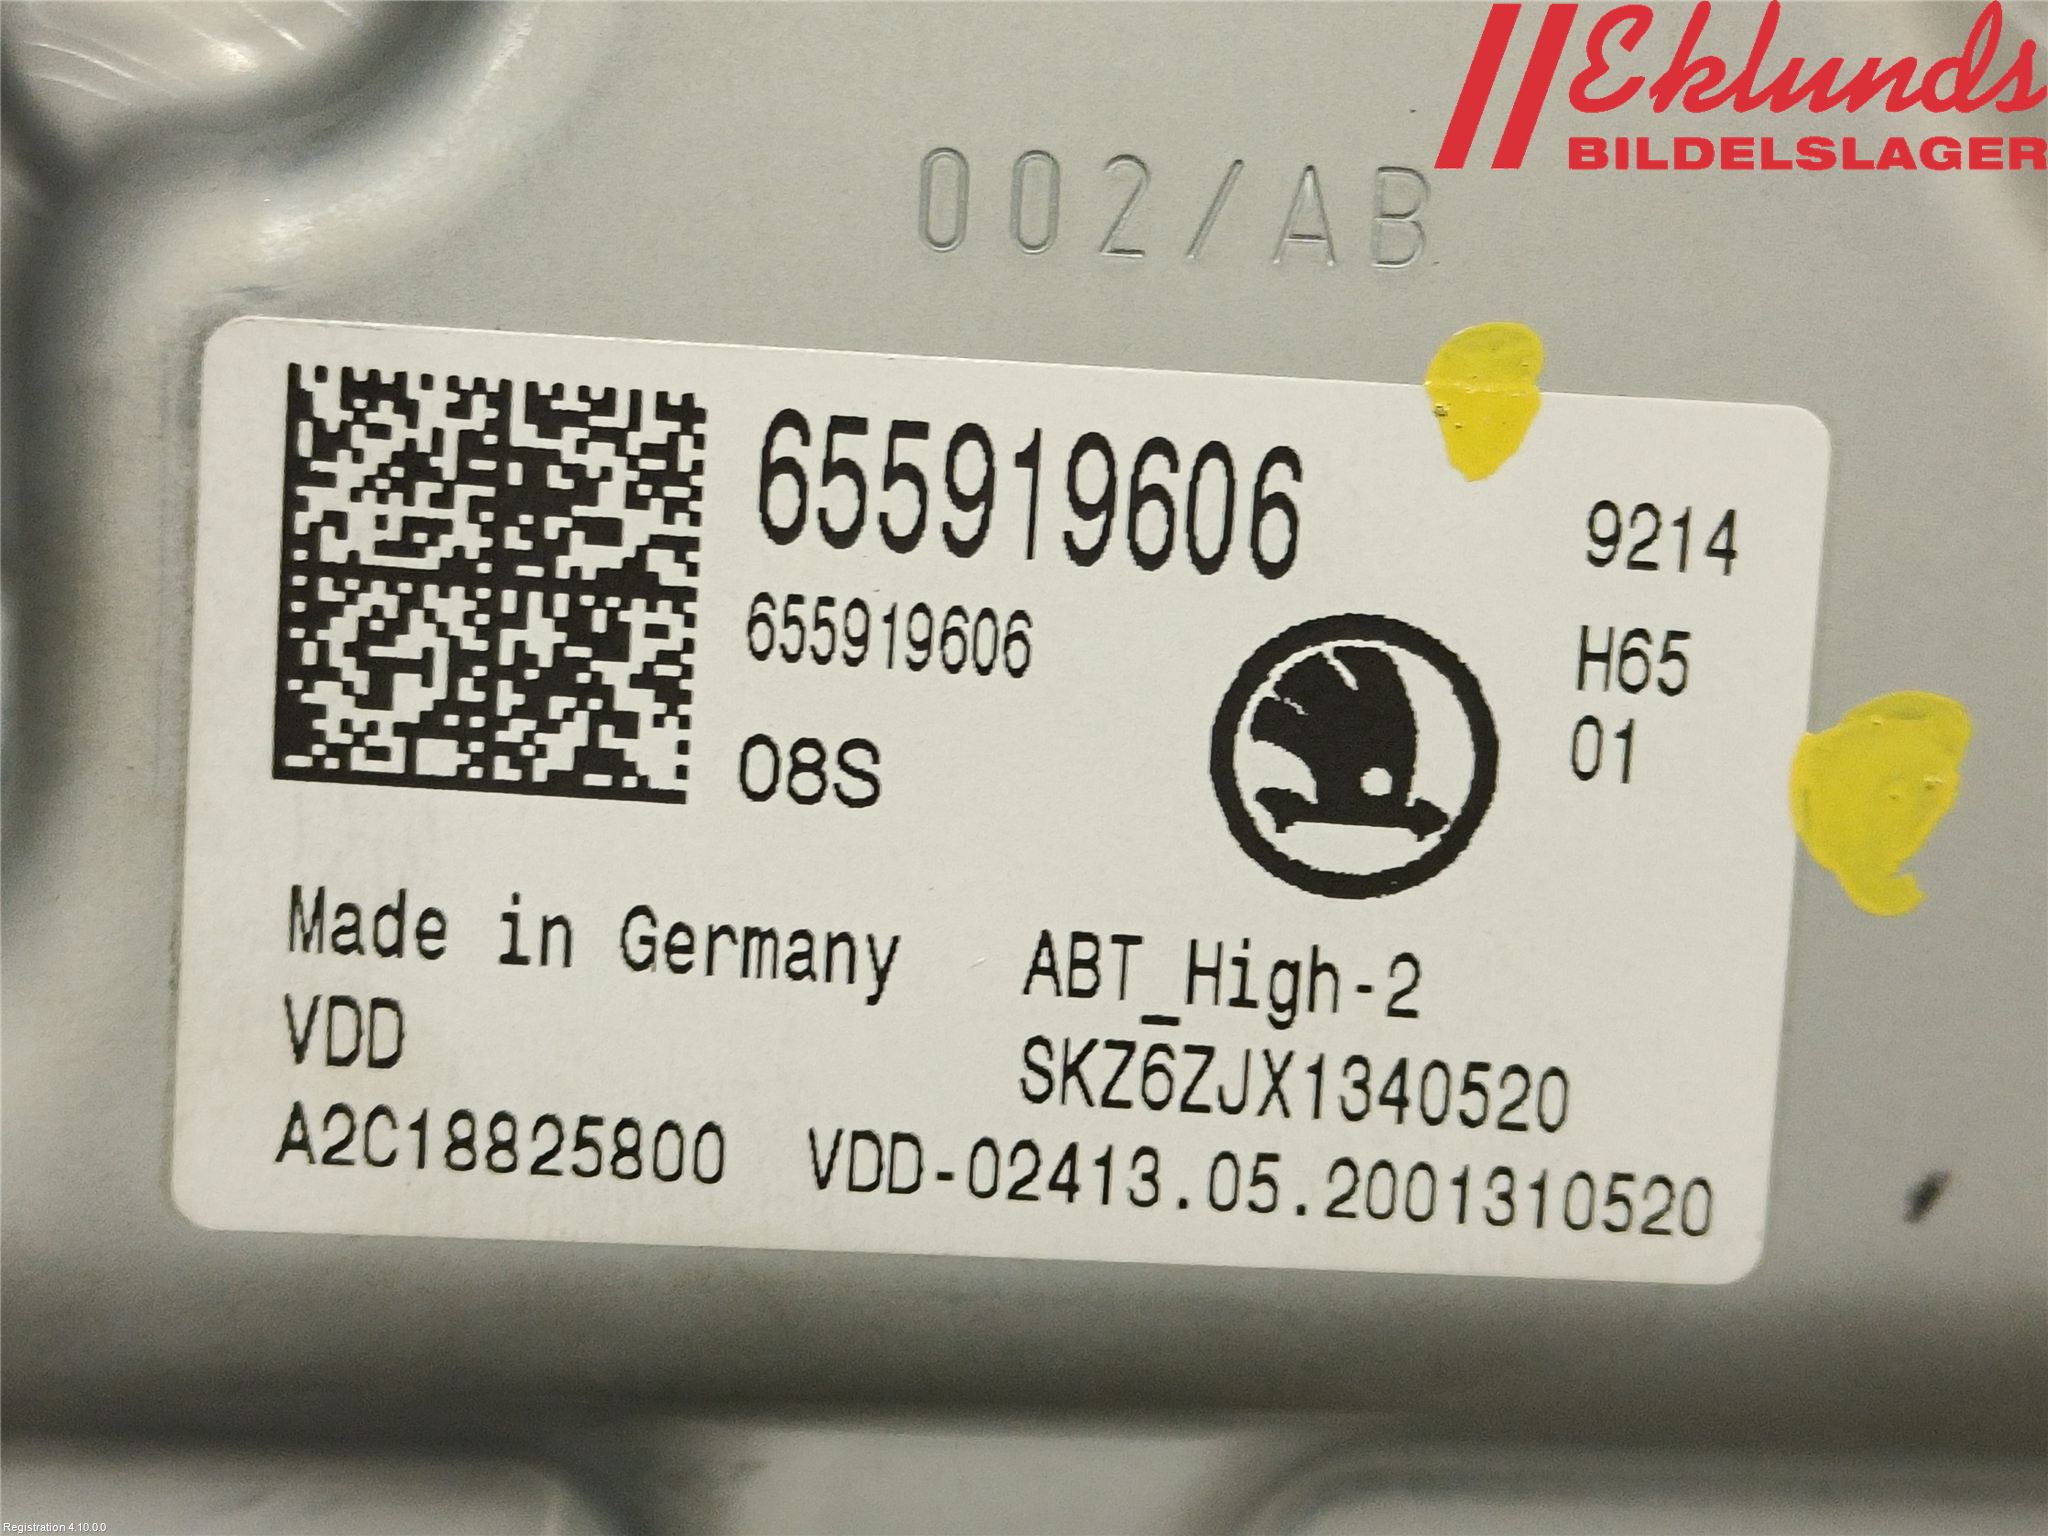 Eklunds
BILDELSLAGER
002/AB
655919606
9214
655919606
H65
08S
01
Made in Germany
ABT_High-2
VDD
SKZ6ZJX1340520
A2C18825800 VDD-02413.05.2001310520
Registration 4.10.0.0